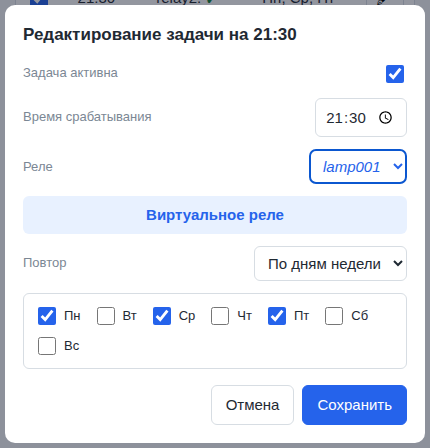 Редактирование задачи на 21:30
Задача активна
Время срабатывания 21:30
Реле lamp001
Виртуальное реле
Повтор По дням недели
Пн Вт Ср Чт Пт Сб
Вс
Отмена Сохранить